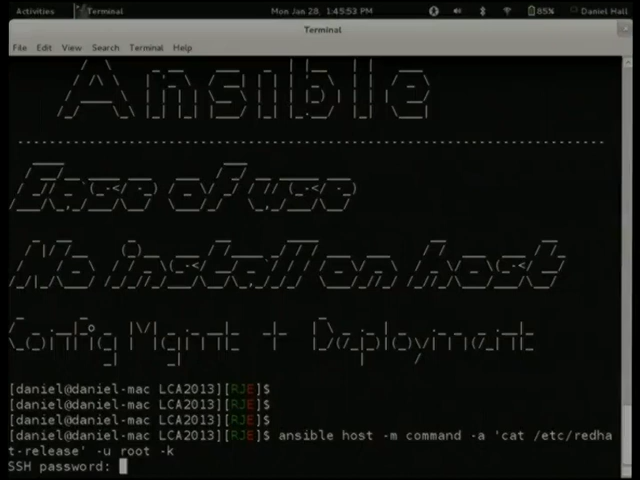 Activities Terminal Mon Jan 28, 1:45:53 PM 85% Daniel Hall
Terminal
File Edit View Search Terminal Help
Ansible
Ease of use
No install on host
Config Mgmt + Deployment
[daniel@daniel-mac LCA2013][RJE]$
[daniel@daniel-mac LCA2013][RJE]$
[daniel@daniel-mac LCA2013][RJE]$
[daniel@daniel-mac LCA2013][RJE]$ ansible host -m command -a 'cat /etc/redha
t-release' -u root -k
SSH password: